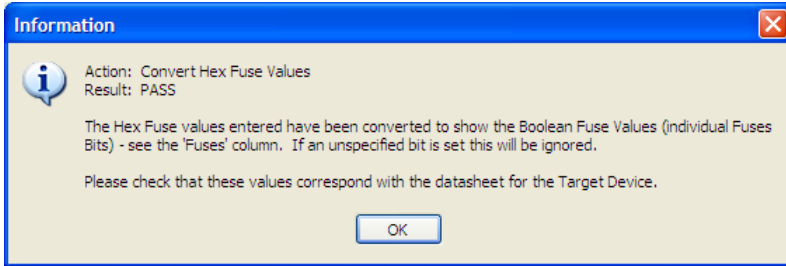 Information
Action: Convert Hex Fuse Values
Result: PASS
The Hex Fuse values entered have been converted to show the Boolean Fuse Values (individual Fuses
Bits) - see the 'Fuses' column. If an unspecified bit is set this will be ignored.
Please check that these values correspond with the datasheet for the Target Device.
OK